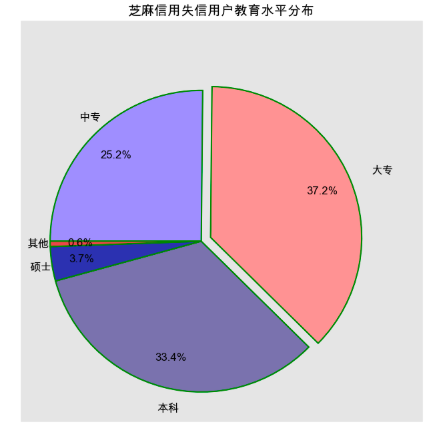 芝麻信用失信用户教育水平分布
中专
25.2%
大专
37.2%
其他
0.6%
硕士
3.7%
33.4%
本科